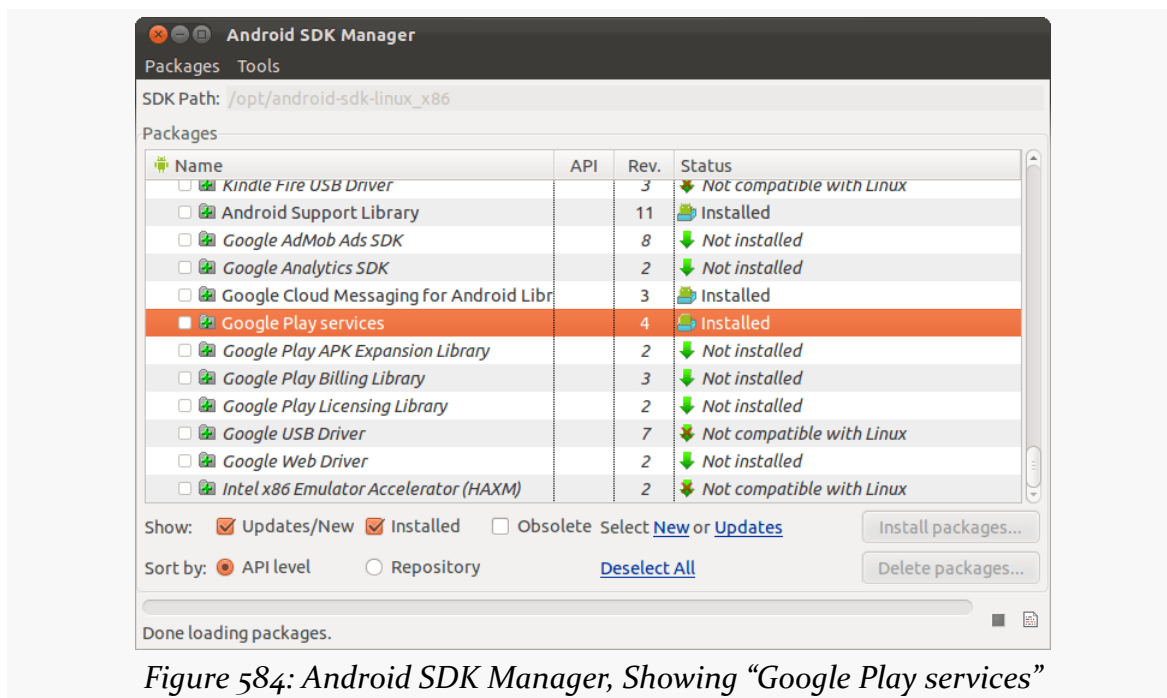 Android SDK Manager
Packages Tools
SDK Path: /opt/android-sdk-linux_x86
Packages
Name API Rev. Status
Kindle Fire USB Driver 3 Not compatible with Linux
Android Support Library 11 Installed
Google AdMob Ads SDK 8 Not installed
Google Analytics SDK 2 Not installed
Google Cloud Messaging for Android Libr 3 Installed
Google Play services 4 Installed
Google Play APK Expansion Library 2 Not installed
Google Play Billing Library 3 Not installed
Google Play Licensing Library 2 Not installed
Google USB Driver 7 Not compatible with Linux
Google Web Driver 2 Not installed
Intel x86 Emulator Accelerator (HAXM) 2 Not compatible with Linux
Show: Updates/New Installed Obsolete Select New or Updates Install packages...
Sort by: API level Repository Deselect All Delete packages...
Done loading packages.
Figure 584: Android SDK Manager, Showing “Google Play services”